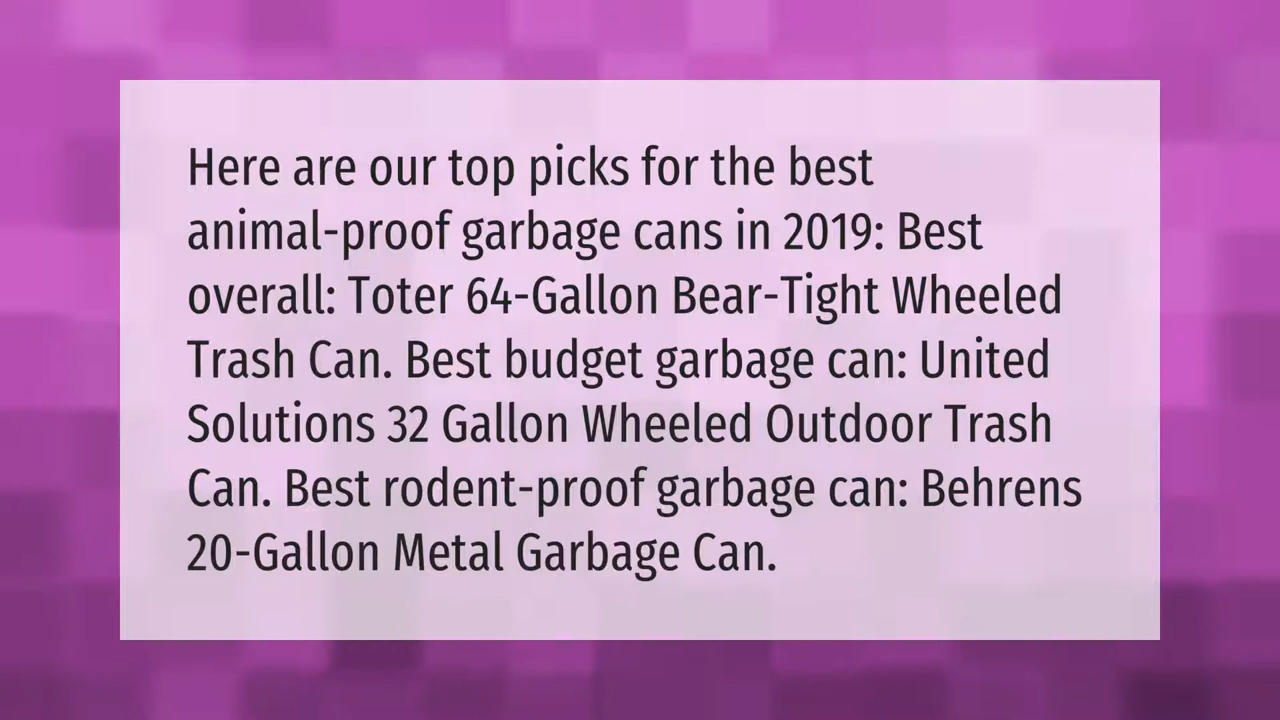 Here are our top picks for the best
animal-proof garbage cans in 2019: Best
overall: Toter 64-Gallon Bear-Tight Wheeled
Trash Can. Best budget garbage can: United
Solutions 32 Gallon Wheeled Outdoor Trash
Can. Best rodent-proof garbage can: Behrens
20-Gallon Metal Garbage Can.